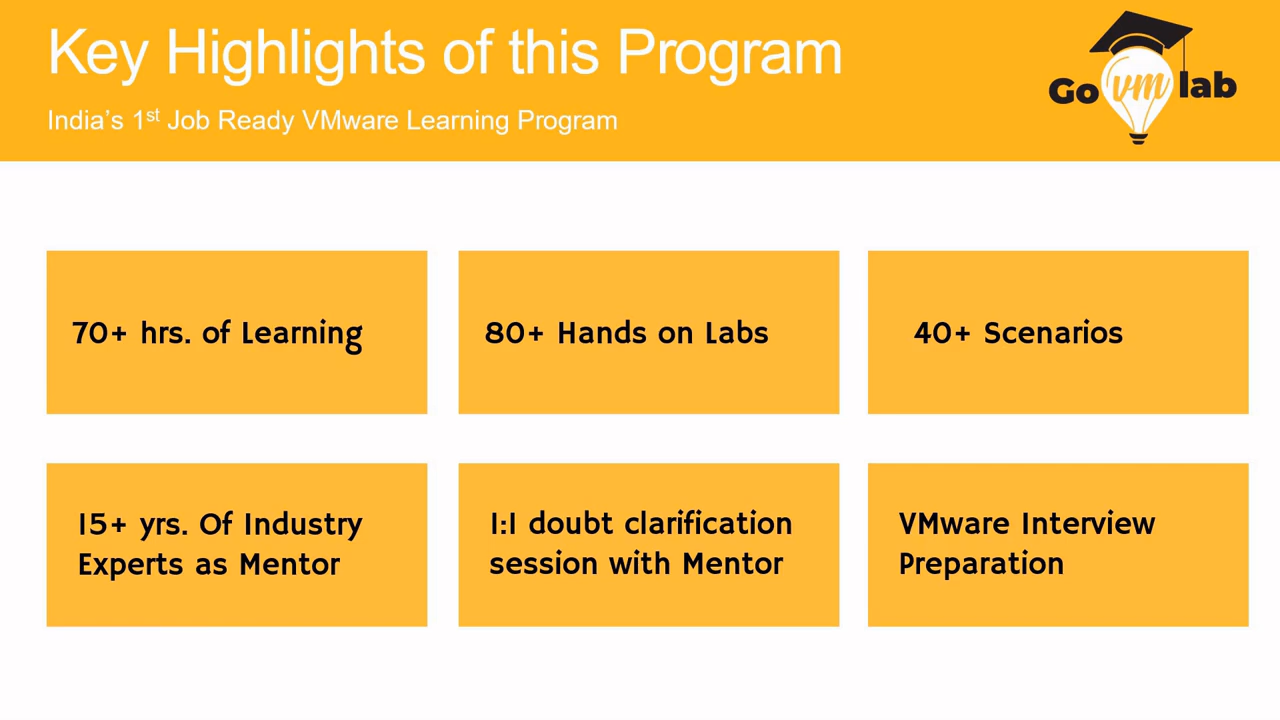 Key Highlights of this Program
India's 1st Job Ready VMware Learning Program
Go vm lab
70+ hrs. of Learning
80+ Hands on Labs
40+ Scenarios
15+ yrs. Of Industry
Experts as Mentor
1:1 doubt clarification
session with Mentor
VMware Interview
Preparation